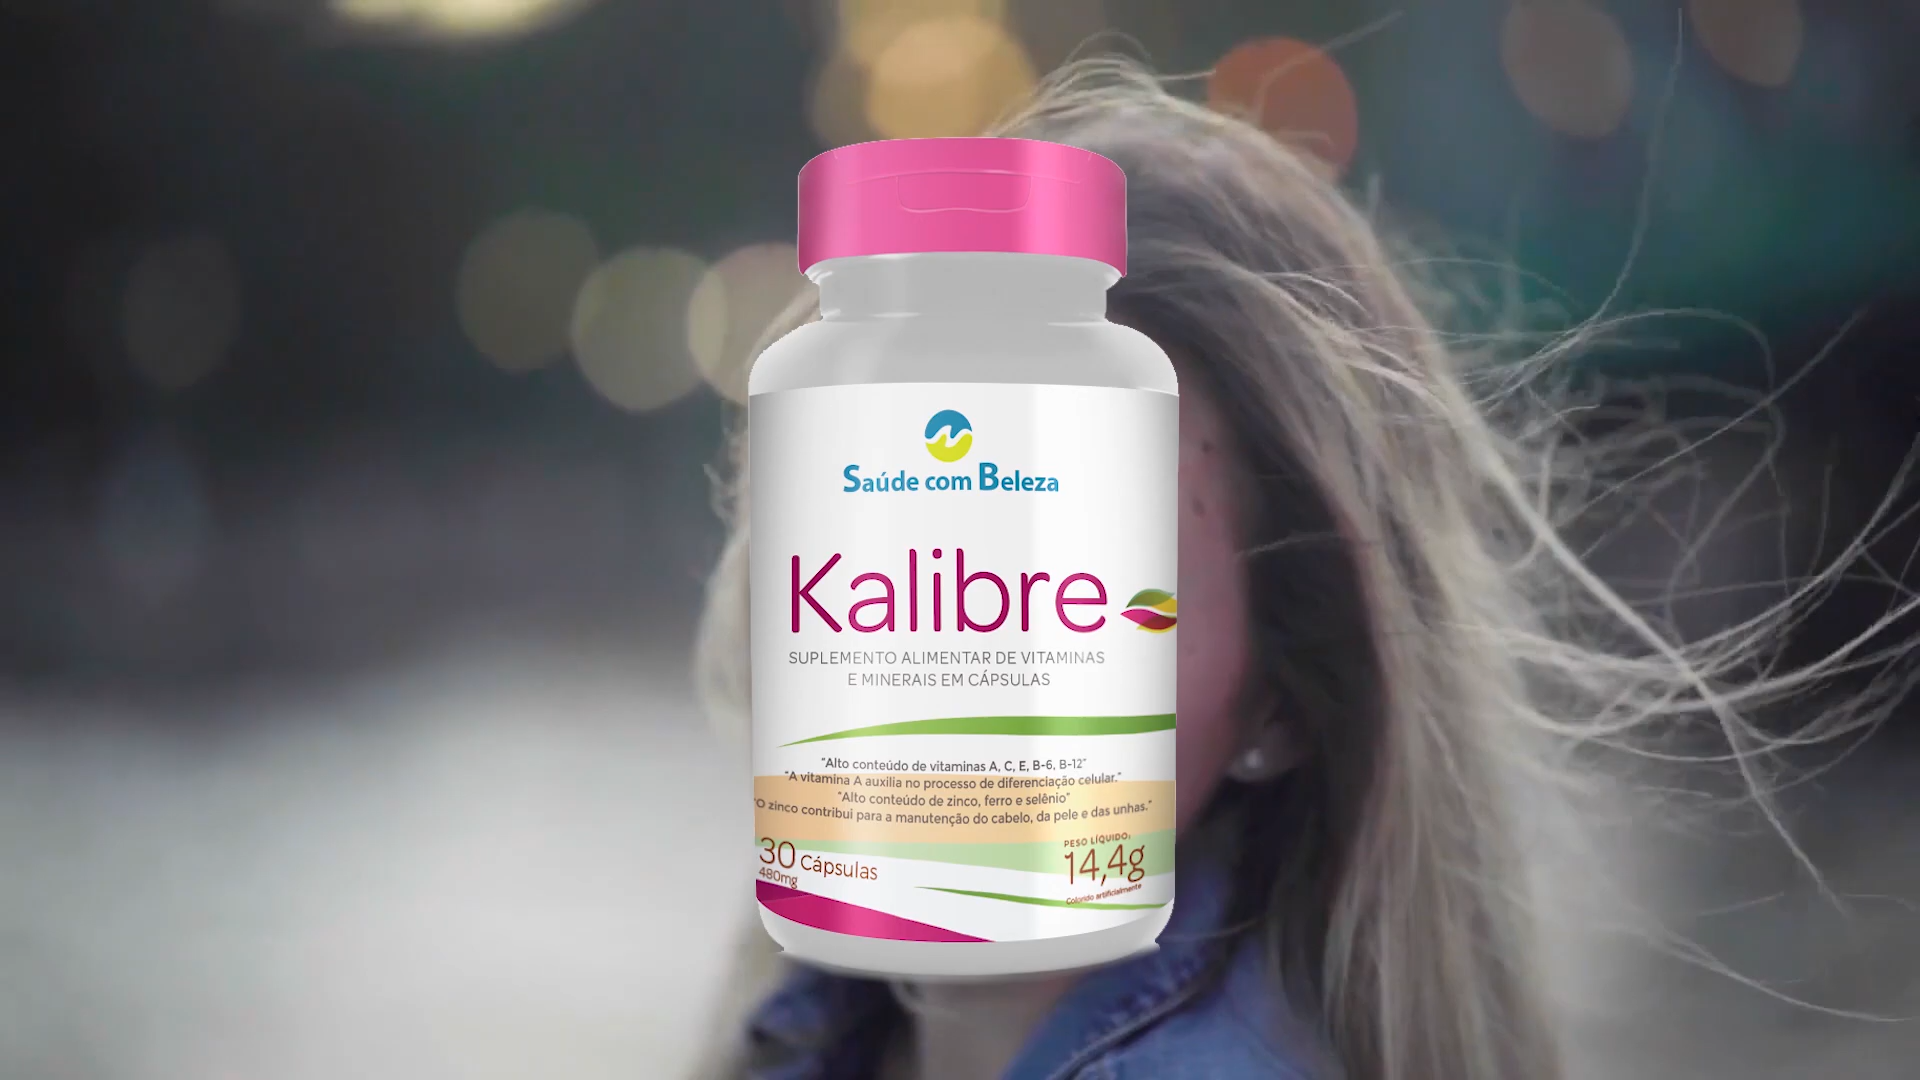 Saúde com Beleza
Kalibre
SUPLEMENTO ALIMENTAR DE VITAMINAS
E MINERAIS EM CÁPSULAS
"Alto conteúdo de vitaminas A, C, E, B-6, B-12"
"A vitamina A auxilia no processo de diferenciação celular."
"Alto conteúdo de zinco, ferro e selênio"
"O zinco contribui para a manutenção do cabelo, da pele e das unhas."
30 Cápsulas
480mg
PESO LÍQUIDO:
14,4g
Colorido artificialmente